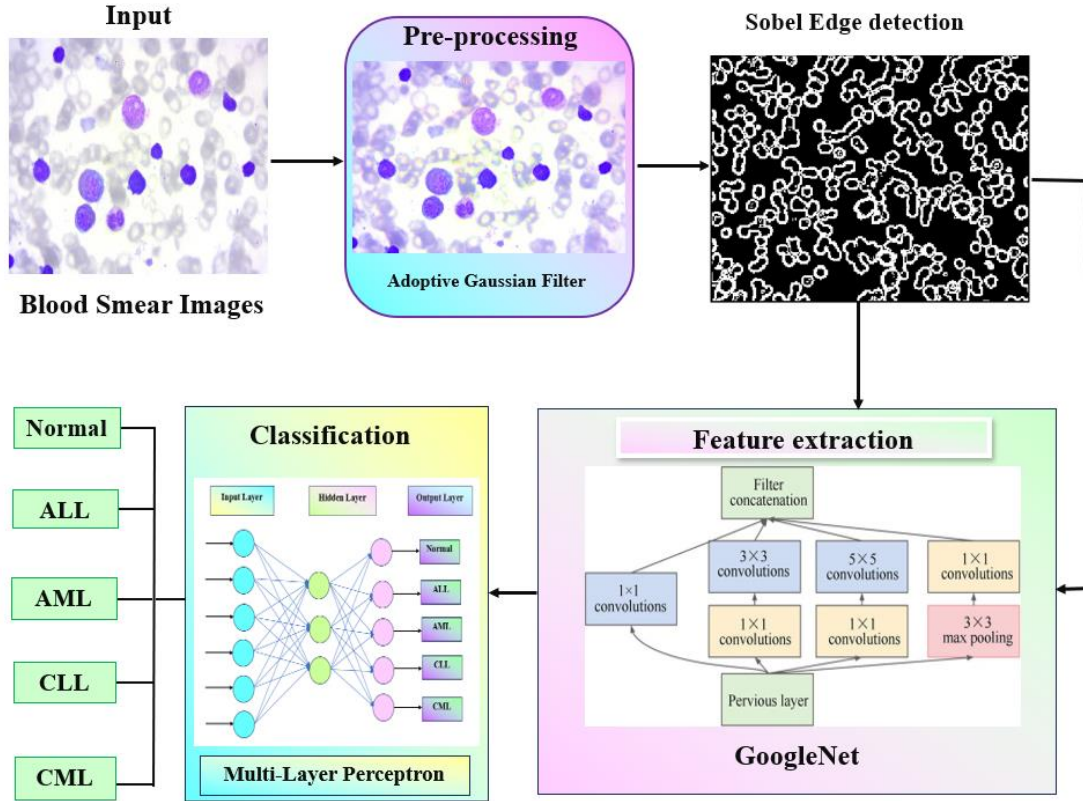 Input
Blood Smear Images
Pre-processing
Adoptive Gaussian Filter
Sobel Edge detection
Normal
ALL
AML
CLL
CML
Classification
Input Layer
Hidden Layer
Output Layer
Normal
ALL
AML
CLL
CML
Multi-Layer Perceptron
Feature extraction
Filter
concatenation
1×1
convolutions
3×3
convolutions
5×5
convolutions
1×1
convolutions
1×1
convolutions
1×1
convolutions
3×3
max pooling
Pervious layer
GoogleNet